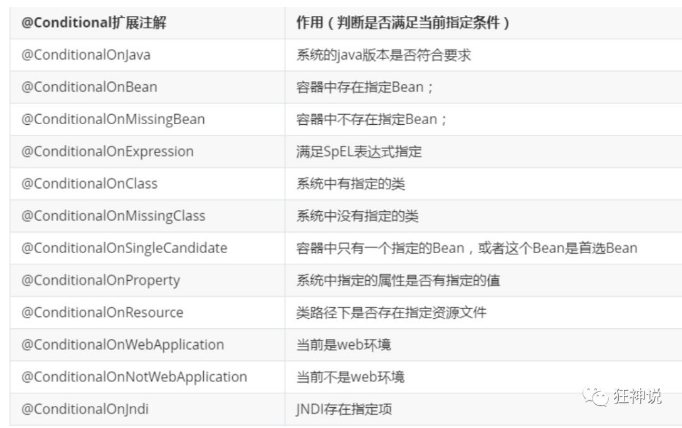 @Conditional扩展注解 作用（判断是否满足当前指定条件）
@ConditionalOnJava 系统的java版本是否符合要求
@ConditionalOnBean 容器中存在指定Bean；
@ConditionalOnMissingBean 容器中不存在指定Bean；
@ConditionalOnExpression 满足SpEL表达式指定
@ConditionalOnClass 系统中有指定的类
@ConditionalOnMissingClass 系统中没有指定的类
@ConditionalOnSingleCandidate 容器中只有一个指定的Bean，或者这个Bean是首选Bean
@ConditionalOnProperty 系统中指定的属性是否有指定的值
@ConditionalOnResource 类路径下是否存在指定资源文件
@ConditionalOnWebApplication 当前是web环境
@ConditionalOnNotWebApplication 当前不是web环境
@ConditionalOnJndi JNDI存在指定项
狂神说